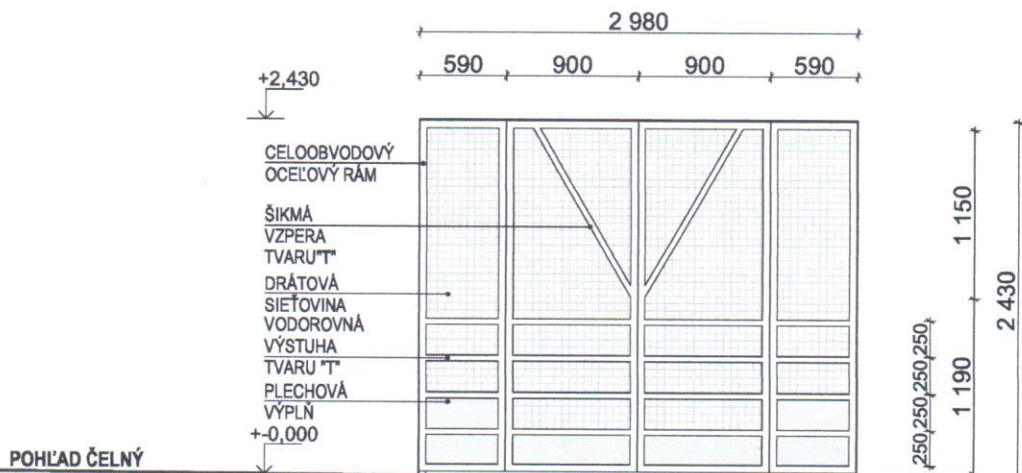 2 980
590 900 900 590
+2,430
CELOOBVODOVÝ
OCEĽOVÝ RÁM
ŠIKMÁ
VZPERA
TVARU"T"
DRÁTOVÁ
SIEŤOVINA
VODOROVNÁ
VÝSTUHA
TVARU "T"
PLECHOVÁ
VÝPLŇ
+-0,000
1 150
2 430
250,250,250,250
1 190
POHĽAD ČELNÝ